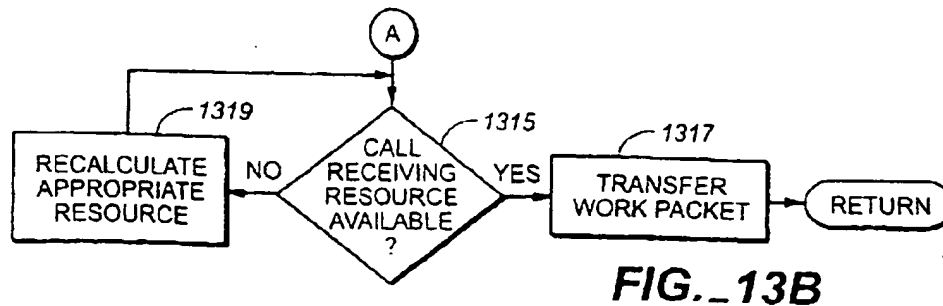 A
1319
RECALCULATE
APPROPRIATE
RESOURCE
NO
1315
CALL
RECEIVING
RESOURCE
AVAILABLE
?
YES
1317
TRANSFER
WORK PACKET
RETURN
FIG._13B